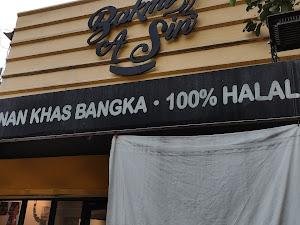 Bakmi
A Sin
NAN KHAS BANGKA • 100% HALAL